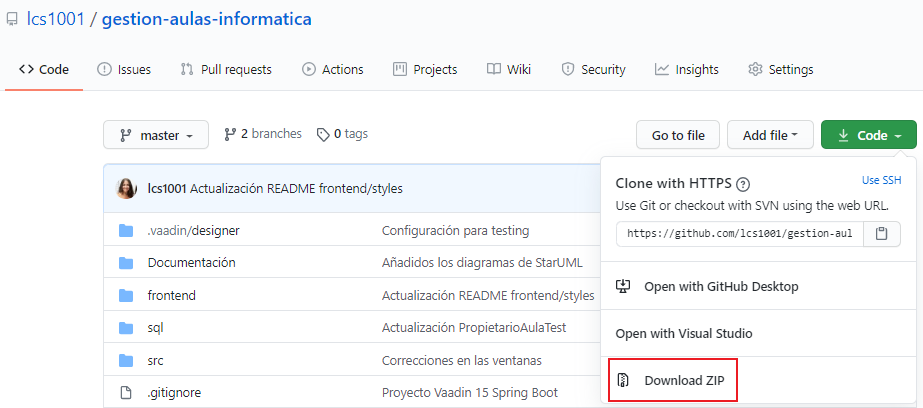 lcs1001 / gestion-aulas-informatica
Code Issues Pull requests Actions Projects Wiki Security Insights Settings
master 2 branches 0 tags Go to file Add file Code
lcs1001 Actualización README frontend/styles
.vaadin/designer Configuración para testing
Documentación Añadidos los diagramas de StarUML
frontend Actualización README frontend/styles
sql Actualización PropietarioAulaTest
src Correcciones en las ventanas
.gitignore Proyecto Vaadin 15 Spring Boot
Clone with HTTPS ? Use SSH
Use Git or checkout with SVN using the web URL.
https://github.com/lcs1001/gestion-aul
Open with GitHub Desktop
Open with Visual Studio
Download ZIP